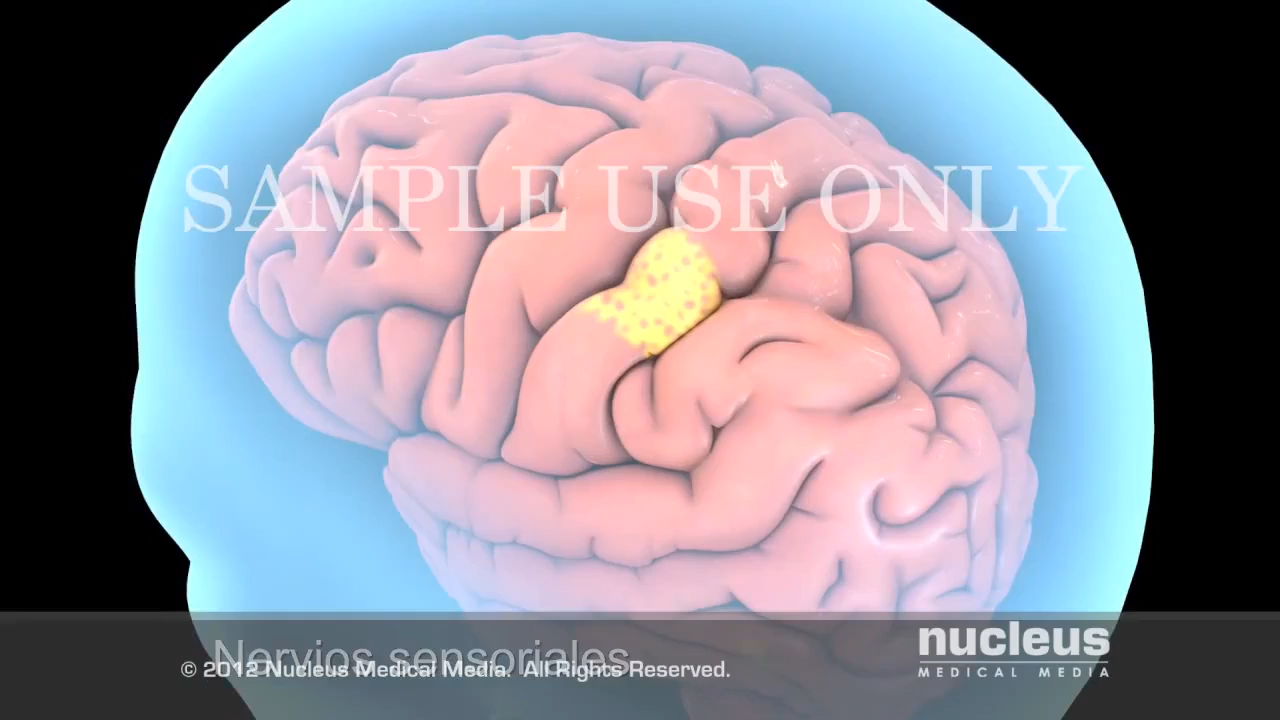 SAMPLE USE ONLY
nucleus
Nervios sensoriales
© 2012 Nucleus Medical Media. All Rights Reserved.
MEDICAL MEDIA